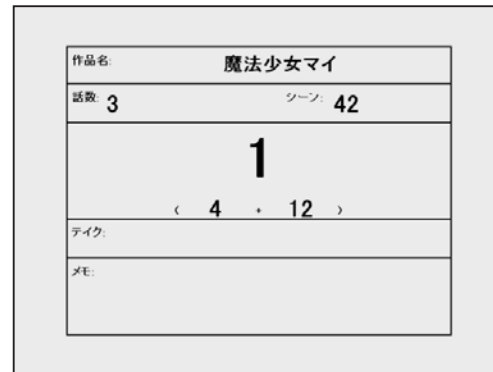 作品名: 魔法少女マイ
話数: 3 シーン: 42
1
( 4 + 12 )
テイク:
メモ: